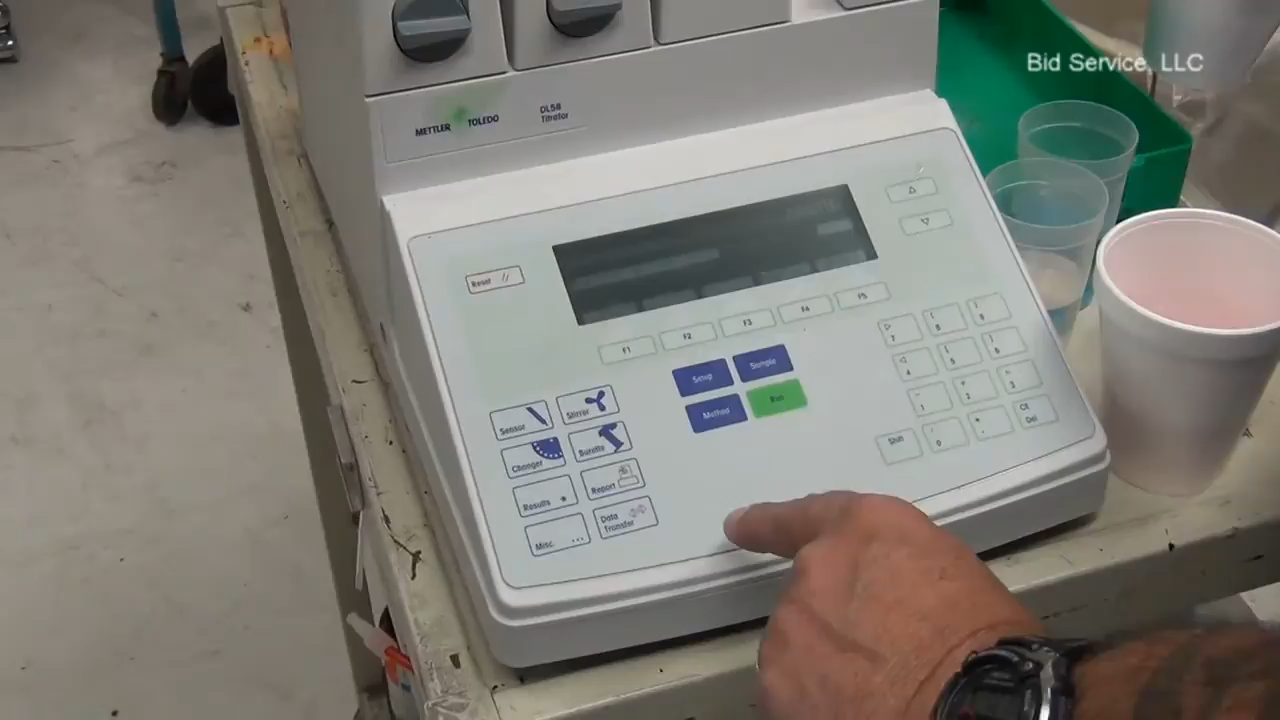 Bid Service, LLC
METTLER TOLEDO
DL58
Titrator
Reset
F1
F2
F3
F4
F5
Setup
Sample
Method
Run
Sensor
Stirrer
Changer
Burette
Results
Report
Misc. ...
Data
Transfer
7
8
9
4
5
6
1
2
3
Shift
0
Del